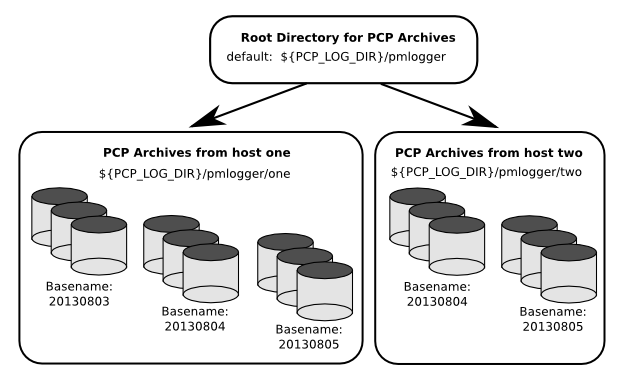 Root Directory for PCP Archives
default:  ${PCP_LOG_DIR}/pmlogger
PCP Archives from host one
${PCP_LOG_DIR}/pmlogger/one
Basename:
20130803
Basename:
20130804
Basename:
20130805
PCP Archives from host two
${PCP_LOG_DIR}/pmlogger/two
Basename:
20130804
Basename:
20130805